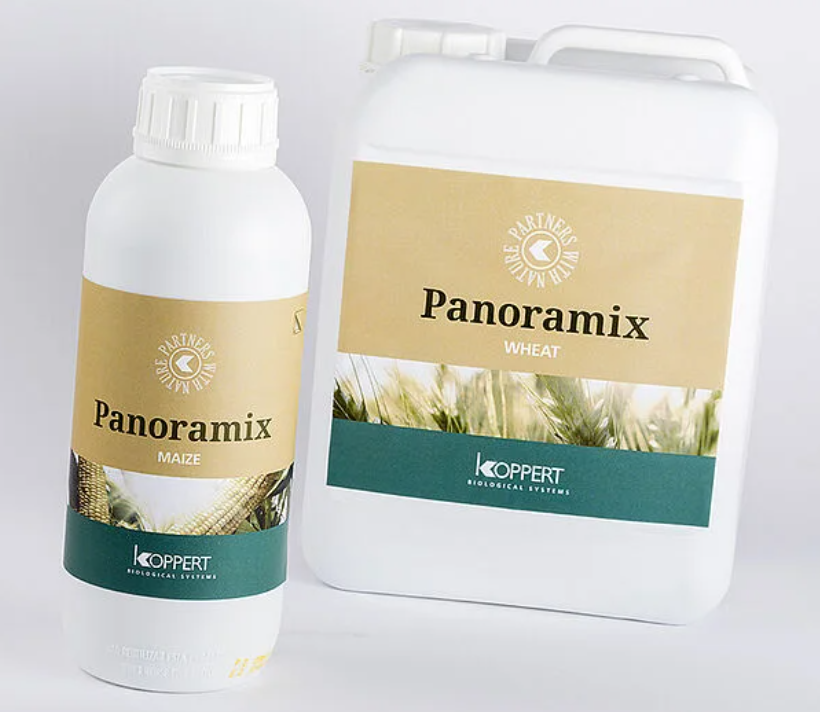 PARTNERS WITH NATURE
Panoramix
MAIZE
KOPPERT
BIOLOGICAL SYSTEMS
PARTNERS WITH NATURE
Panoramix
WHEAT
KOPPERT
BIOLOGICAL SYSTEMS